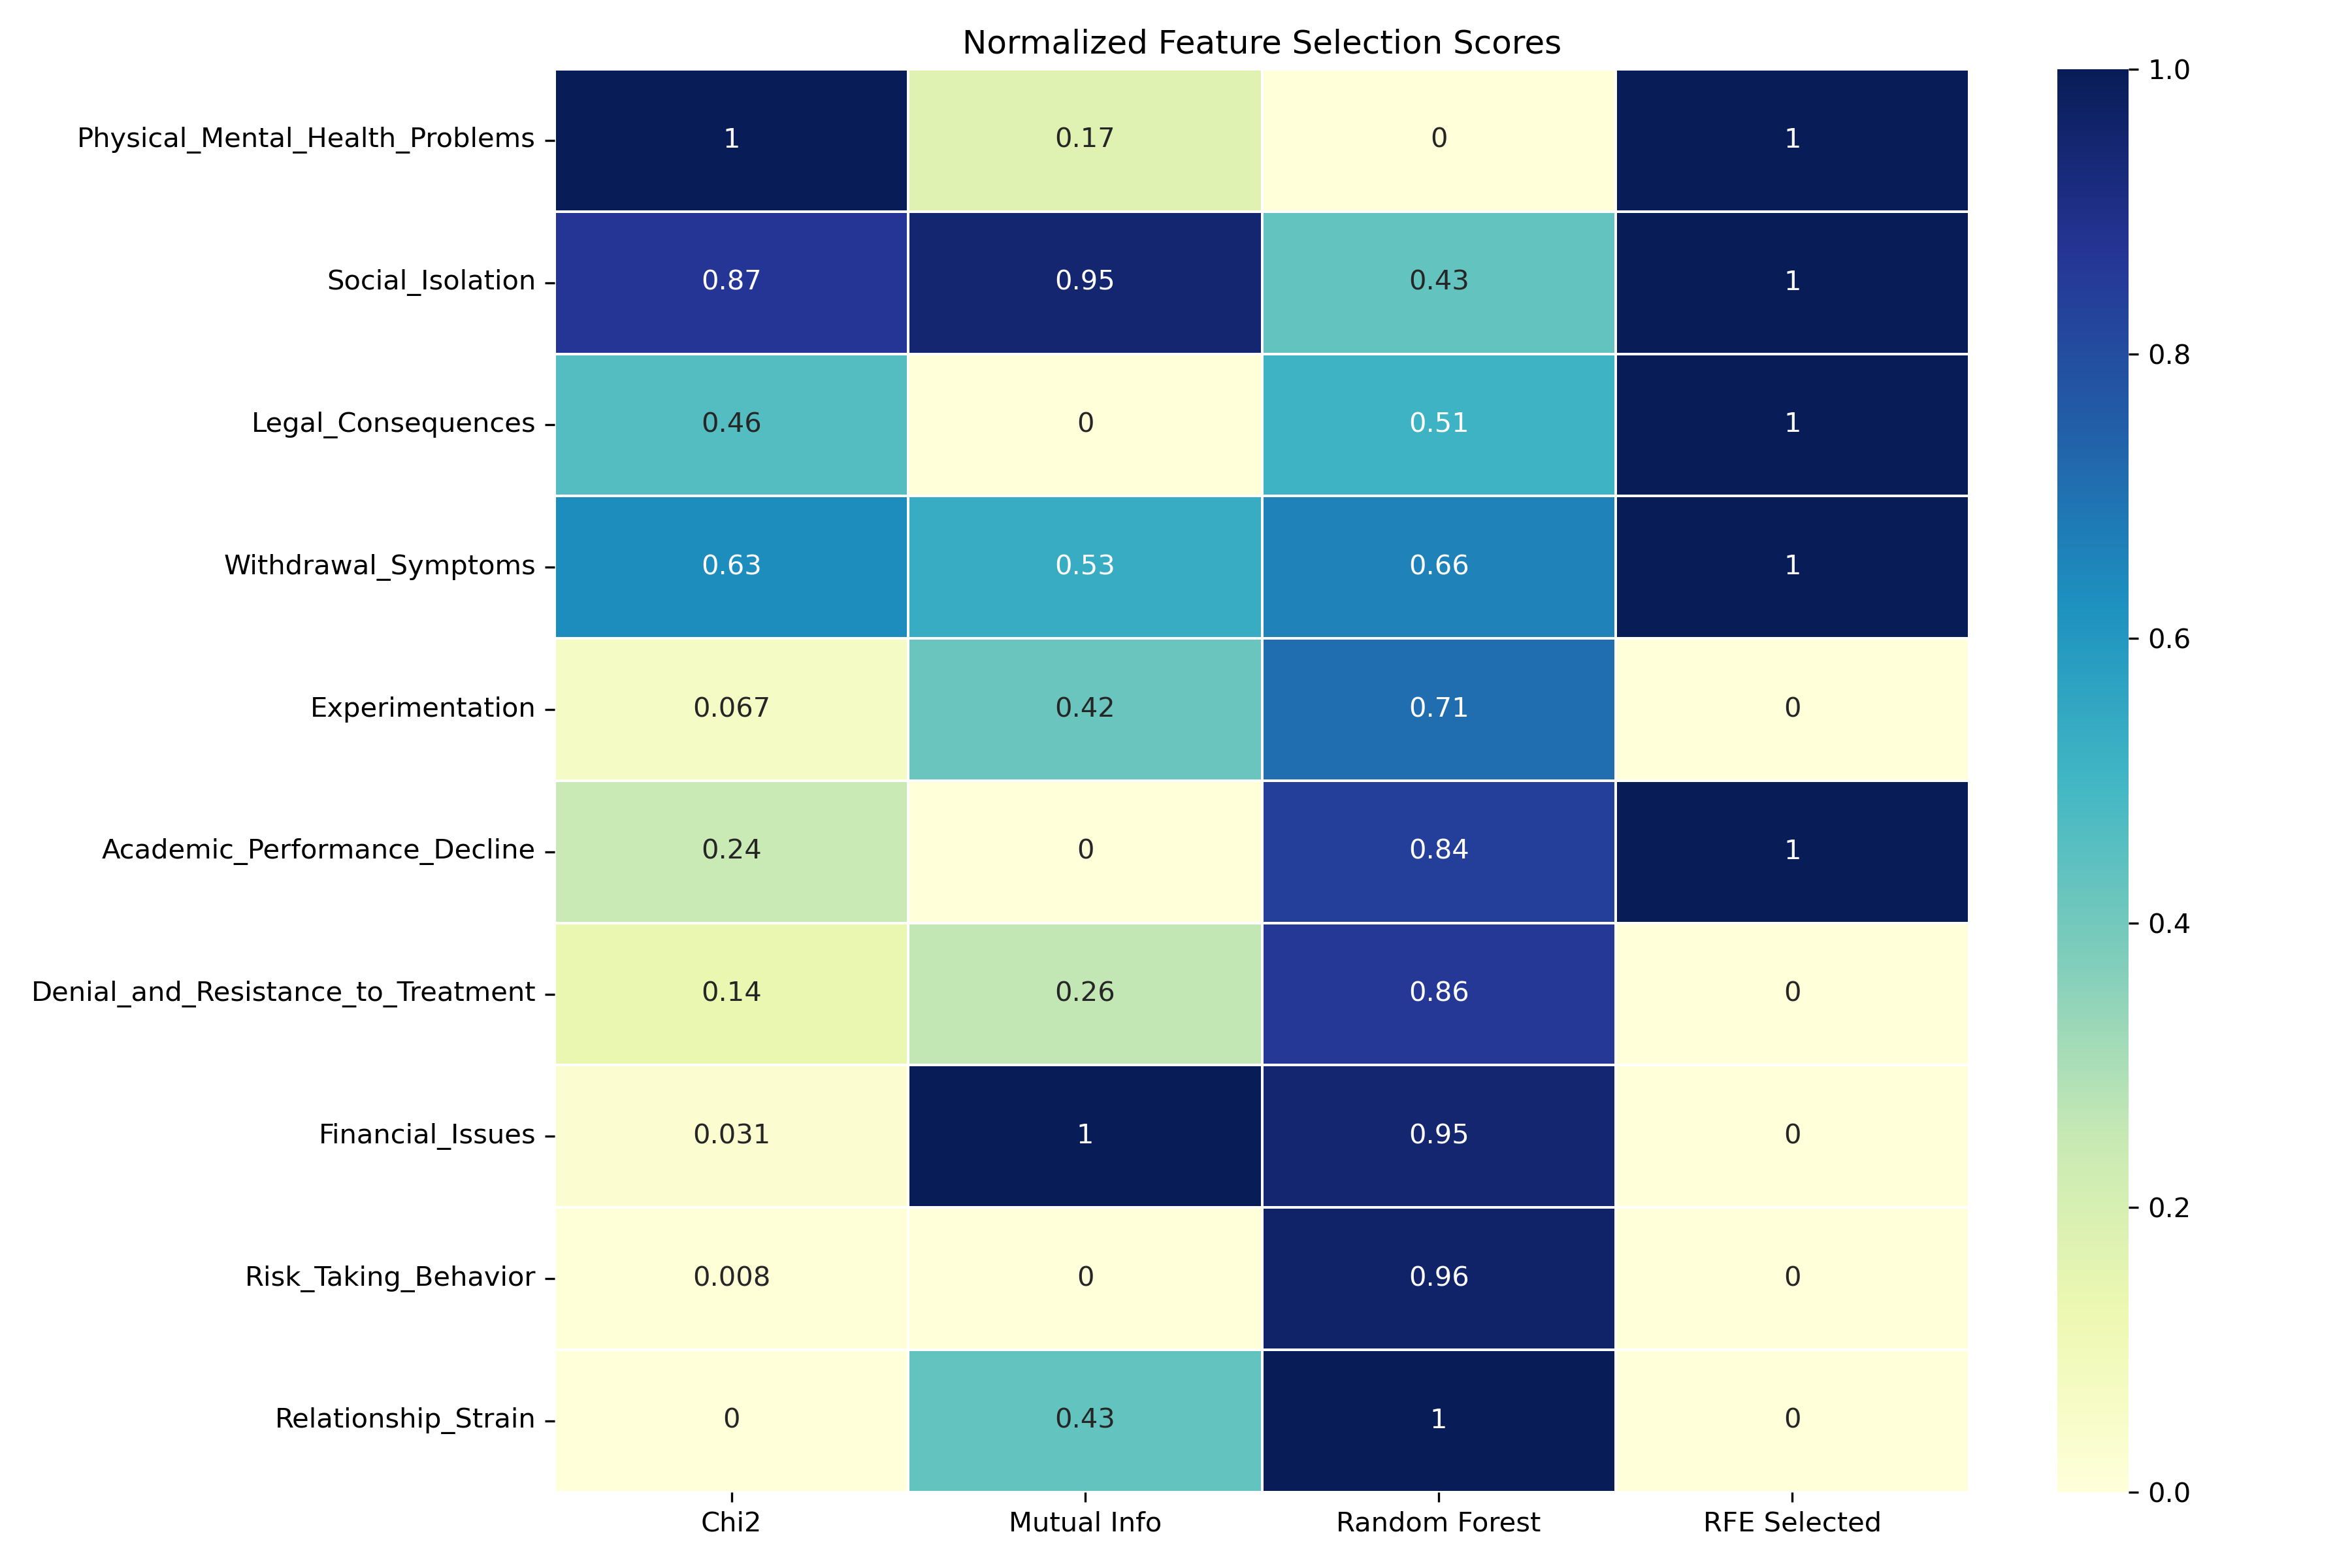 Normalized Feature Selection Scores
Physical_Mental_Health_Problems 1 0.17 0 1
Social_Isolation 0.87 0.95 0.43 1
Legal_Consequences 0.46 0 0.51 1
Withdrawal_Symptoms 0.63 0.53 0.66 1
Experimentation 0.067 0.42 0.71 0
Academic_Performance_Decline 0.24 0 0.84 1
Denial_and_Resistance_to_Treatment 0.14 0.26 0.86 0
Financial_Issues 0.031 1 0.95 0
Risk_Taking_Behavior 0.008 0 0.96 0
Relationship_Strain 0 0.43 1 0
Chi2 Mutual Info Random Forest RFE Selected
1.0
0.8
0.6
0.4
0.2
0.0